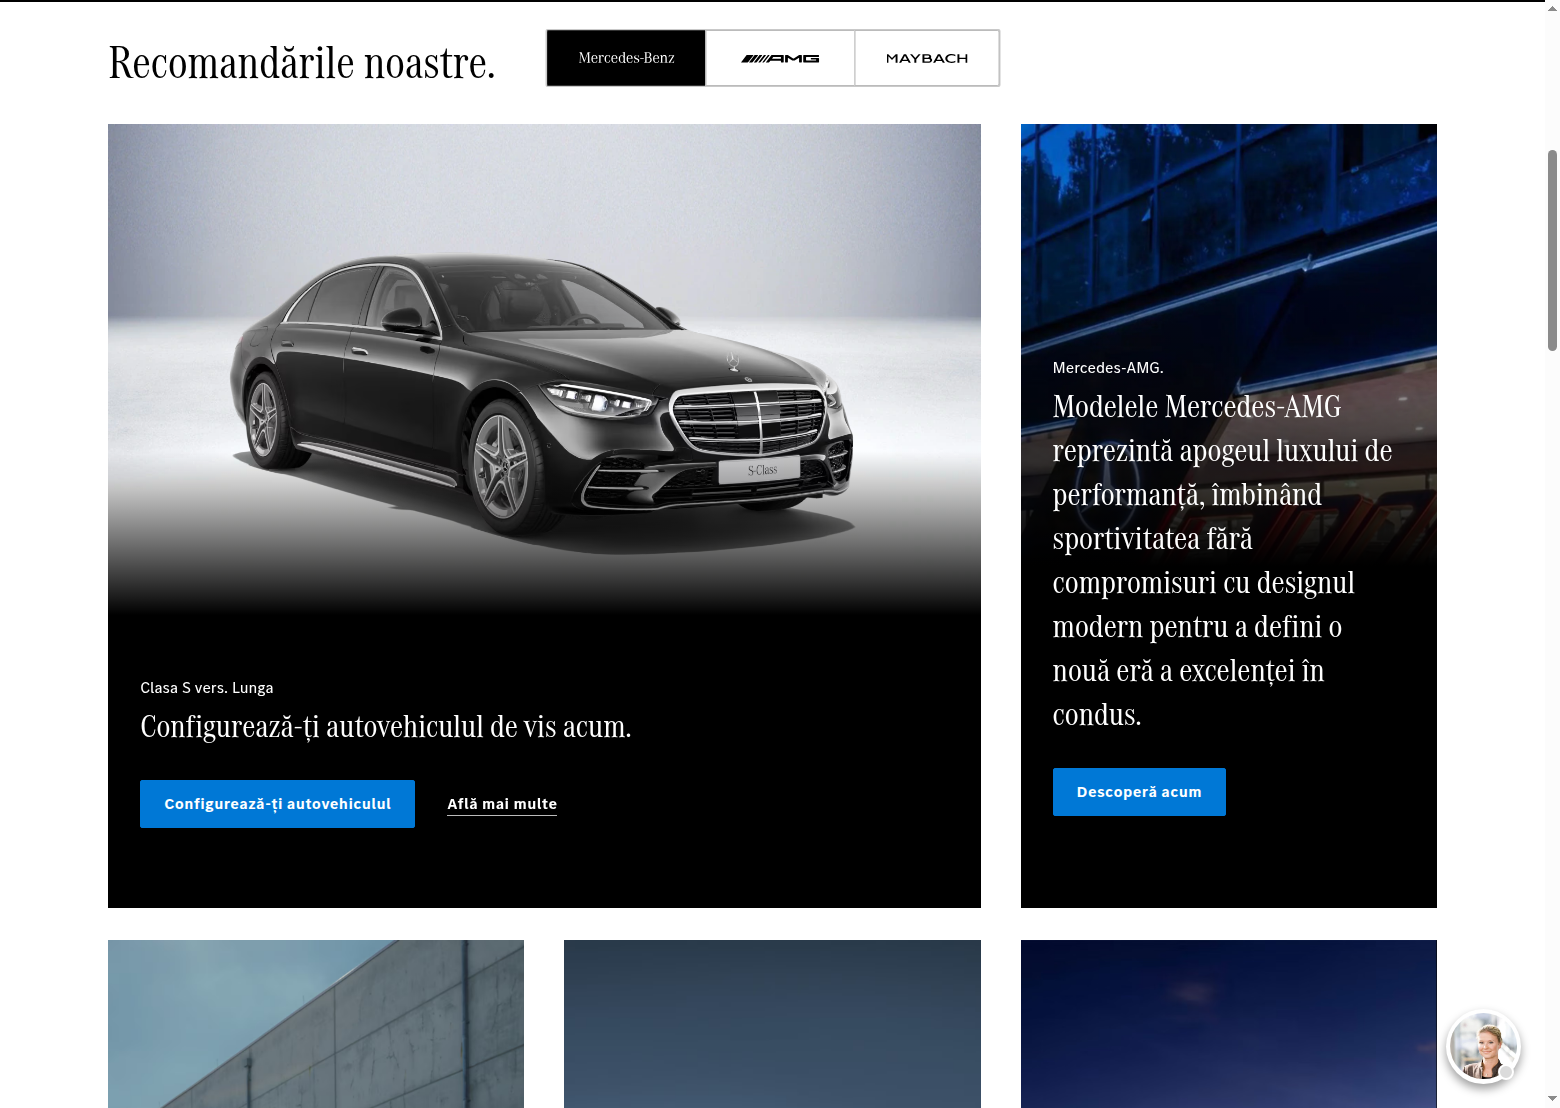 Recomandările noastre.
Mercedes-Benz
AMG
MAYBACH
S-Class
Clasa S vers. Lunga
Configurează-ți autovehiculul de vis acum.
Configurează-ți autovehiculul
Află mai multe
Mercedes-AMG.
Modelele Mercedes-AMG
reprezintă apogeul luxului de
performanță, îmbinând
sportivitatea fără
compromisuri cu designul
modern pentru a defini o
nouă eră a excelenței în
condus.
Descoperă acum